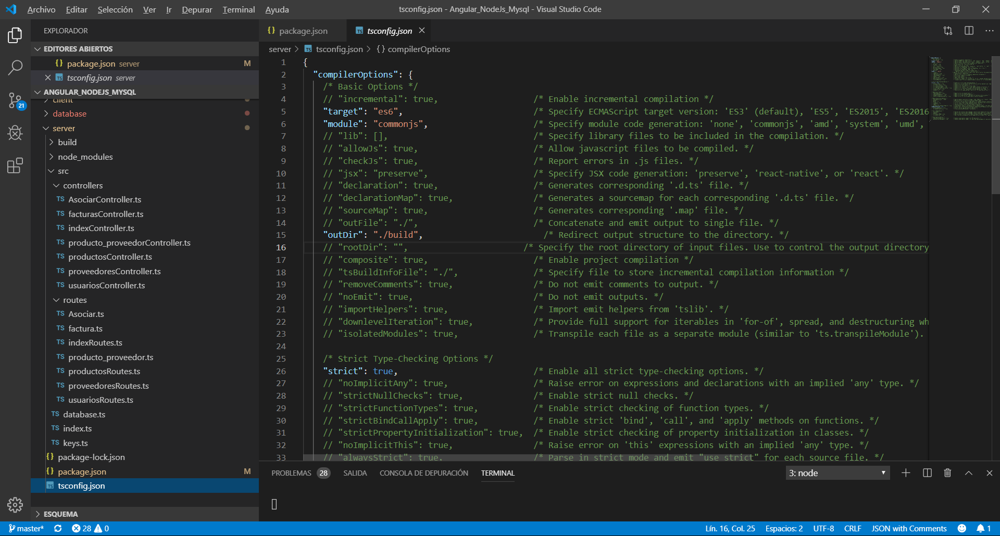 Archivo Editar Selección Ver Ir Depurar Terminal Ayuda
tsconfig.json - Angular_NodeJs_Mysql - Visual Studio Code
EXPLORADOR
EDITORES ABIERTOS
package.json server M
tsconfig.json server
ANGULAR_NODEJS_MYSQL
client
database
server
build
node_modules
src
controllers
TS AsociarController.ts
TS facturasController.ts
TS indexController.ts
TS producto_proveedorController.ts
TS productosController.ts
TS proveedoresController.ts
TS usuariosController.ts
routes
TS Asociar.ts
TS factura.ts
TS indexRoutes.ts
TS producto_proveedor.ts
TS productosRoutes.ts
TS proveedoresRoutes.ts
TS usuariosRoutes.ts
TS database.ts
TS index.ts
TS keys.ts
{} package-lock.json
{} package.json M
tsconfig.json
ESQUEMA
21
{} package.json
tsconfig.json
server > tsconfig.json > {} compilerOptions
1 {
2 "compilerOptions": {
3 /* Basic Options */
4 // "incremental": true, /* Enable incremental compilation */
5 "target": "es6", /* Specify ECMAScript target version: 'ES3' (default), 'ES5', 'ES2015', 'ES2016
6 "module": "commonjs", /* Specify module code generation: 'none', 'commonjs', 'amd', 'system', 'umd',
7 // "lib": [], /* Specify library files to be included in the compilation. */
8 // "allowJs": true, /* Allow javascript files to be compiled. */
9 // "checkJs": true, /* Report errors in .js files. */
10 // "jsx": "preserve", /* Specify JSX code generation: 'preserve', 'react-native', or 'react'. */
11 // "declaration": true, /* Generates corresponding '.d.ts' file. */
12 // "declarationMap": true, /* Generates a sourcemap for each corresponding '.d.ts' file. */
13 // "sourceMap": true, /* Generates corresponding '.map' file. */
14 // "outFile": "./", /* Concatenate and emit output to single file. */
15 "outDir": "./build", /* Redirect output structure to the directory. */
16 // "rootDir": "", /* Specify the root directory of input files. Use to control the output directory
17 // "composite": true, /* Enable project compilation */
18 // "tsBuildInfoFile": "./", /* Specify file to store incremental compilation information */
19 // "removeComments": true, /* Do not emit comments to output. */
20 // "noEmit": true, /* Do not emit outputs. */
21 // "importHelpers": true, /* Import emit helpers from 'tslib'. */
22 // "downlevelIteration": true, /* Provide full support for iterables in 'for-of', spread, and destructuring wh
23 // "isolatedModules": true, /* Transpile each file as a separate module (similar to 'ts.transpileModule').
24
25 /* Strict Type-Checking Options */
26 "strict": true, /* Enable all strict type-checking options. */
27 // "noImplicitAny": true, /* Raise error on expressions and declarations with an implied 'any' type. */
28 // "strictNullChecks": true, /* Enable strict null checks. */
29 // "strictFunctionTypes": true, /* Enable strict checking of function types. */
30 // "strictBindCallApply": true, /* Enable strict 'bind', 'call', and 'apply' methods on functions. */
31 // "strictPropertyInitialization": true, /* Enable strict checking of property initialization in classes. */
32 // "noImplicitThis": true, /* Raise error on 'this' expressions with an implied 'any' type. */
33 // "alwaysStrict": true, /* Parse in strict mode and emit "use strict" for each source file. */
PROBLEMAS 28 SALIDA CONSOLA DE DEPURACIÓN TERMINAL
3: node
master* 28 0
Lín. 16, Col. 25 Espacios: 2 UTF-8 CRLF JSON with Comments 1